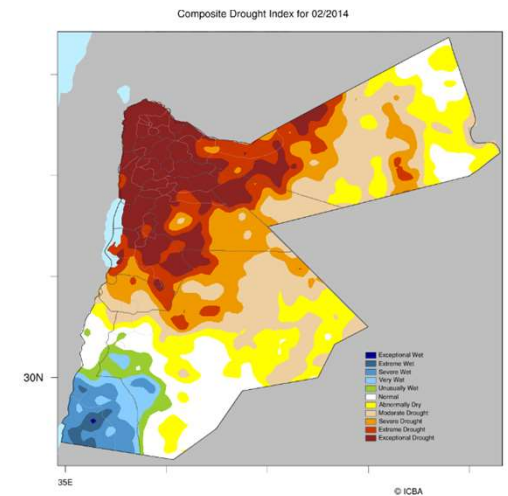 Composite Drought Index for 02/2014
30N
Exceptional Wet
Extreme Wet
Severe Wet
Very Wet
Unusually Wet
Normal
Abnormally Dry
Moderate Drought
Severe Drought
Extreme Drought
Exceptional Drought
35E
© ICBA